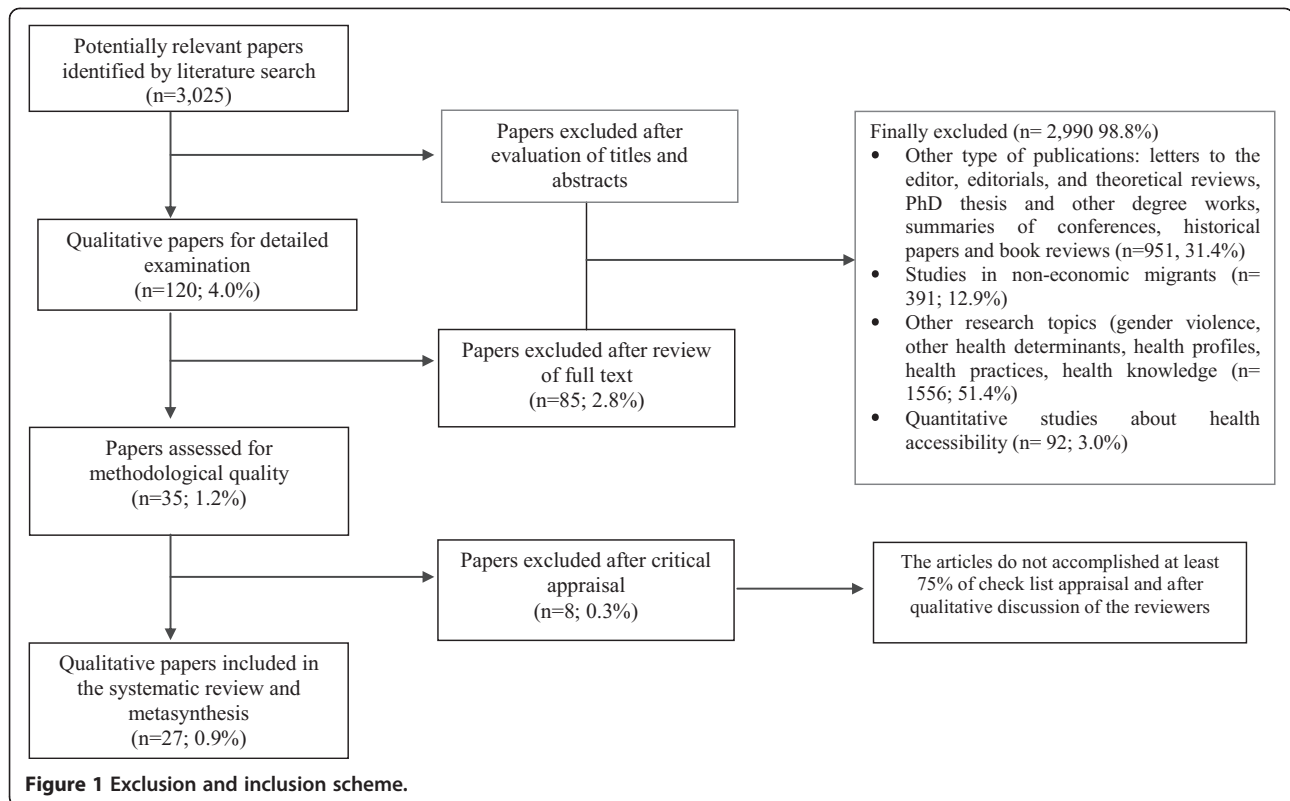 Potentially relevant papers
identified by literature search
(n=3,025)
Papers excluded after
evaluation of titles and
abstracts
Finally excluded (n= 2,990 98.8%)
• Other type of publications: letters to the
editor, editorials, and theoretical reviews,
PhD thesis and other degree works,
summaries of conferences, historical
papers and book reviews (n=951, 31.4%)
• Studies in non-economic migrants (n=
391; 12.9%)
• Other research topics (gender violence,
other health determinants, health profiles,
health practices, health knowledge (n=
1556; 51.4%)
• Quantitative studies about health
accessibility (n= 92; 3.0%)
Qualitative papers for detailed
examination
(n=120; 4.0%)
Papers excluded after review
of full text
(n=85; 2.8%)
Papers assessed for
methodological quality
(n=35; 1.2%)
Papers excluded after critical
appraisal
(n=8; 0.3%)
The articles do not accomplished at least
75% of check list appraisal and after
qualitative discussion of the reviewers
Qualitative papers included in
the systematic review and
metasynthesis
(n=27; 0.9%)
Figure 1 Exclusion and inclusion scheme.